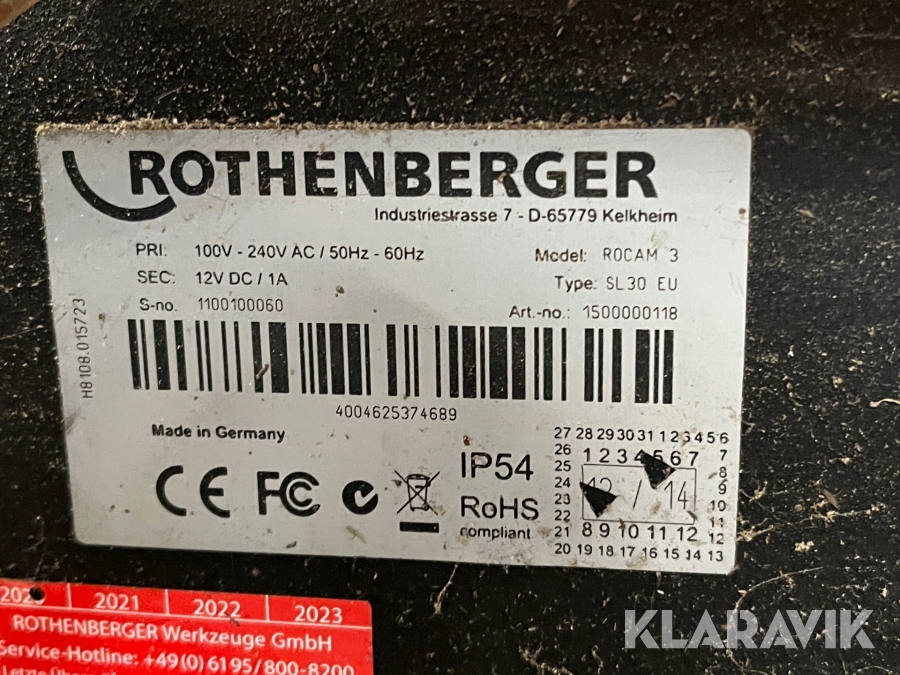 ROTHENBERGER
Industriestrasse 7 - D-65779 Kelkheim
PRI: 100V - 240V AC / 50Hz - 60Hz
Model: ROCAM 3
SEC: 12V DC / 1A
Type: SL30 EU
S-no. 1100100060
Art.-no.: 1500000118
H8108.015723
4004625374689
Made in Germany
CE FC IP54
RoHS
compliant
27 28 29 30 31 1 2 3 4 5 6
26 1 2 3 4 5 6 7 7
25 8
24 12 / 14 9
23 10
22 11
21 8 9 10 11 12 12
20 19 18 17 16 15 14 13
2021 2022 2023
ROTHENBERGER Werkzeuge GmbH
Service-Hotline: +49(0)6195/800-8200
KLARAVIK